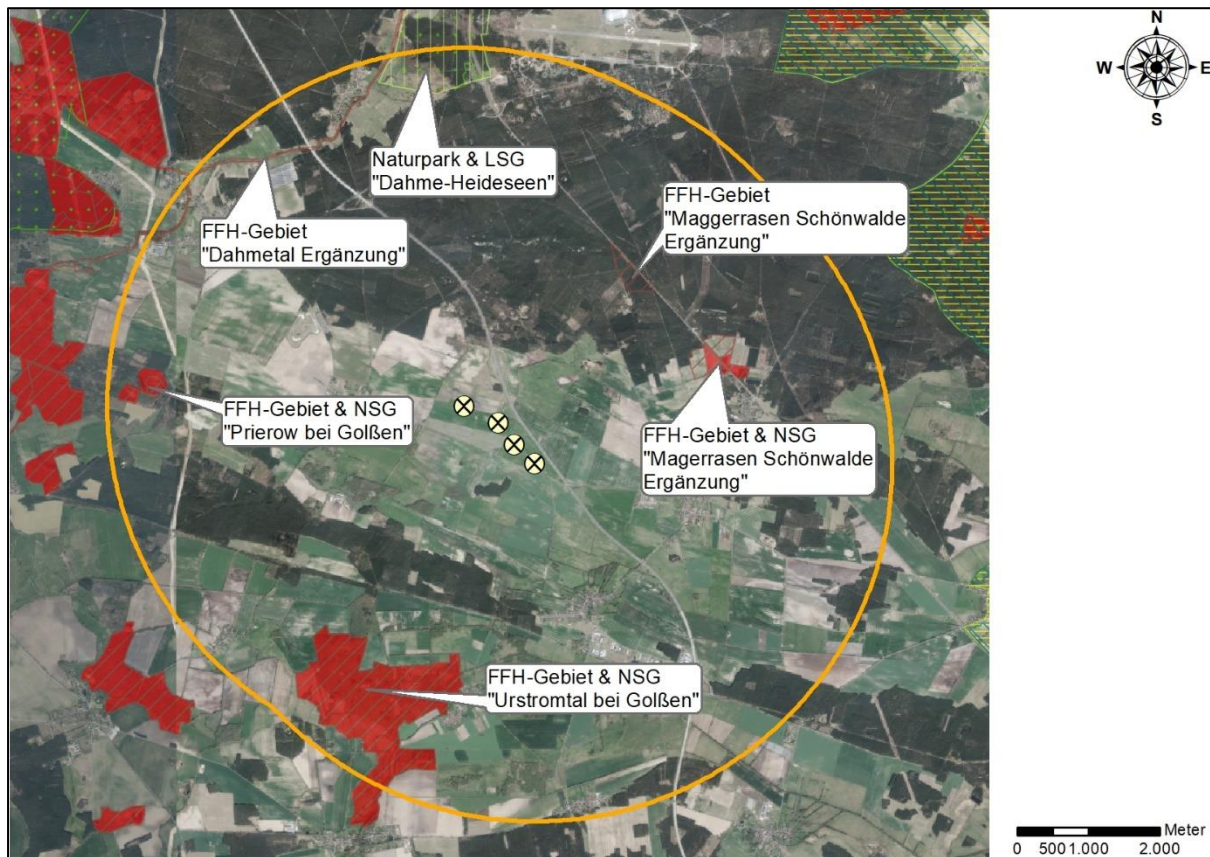 N
W
E
S
Naturpark & LSG
"Dahme-Heideseen"
FFH-Gebiet
"Maggerrasen Schönwalde
Ergänzung"
FFH-Gebiet
"Dahmetal Ergänzung"
FFH-Gebiet & NSG
"Prierow bei Golßen"
FFH-Gebiet & NSG
"Magerrasen Schönwalde
Ergänzung"
FFH-Gebiet & NSG
"Urstromtal bei Golßen"
Meter
0 500 1.000 2.000